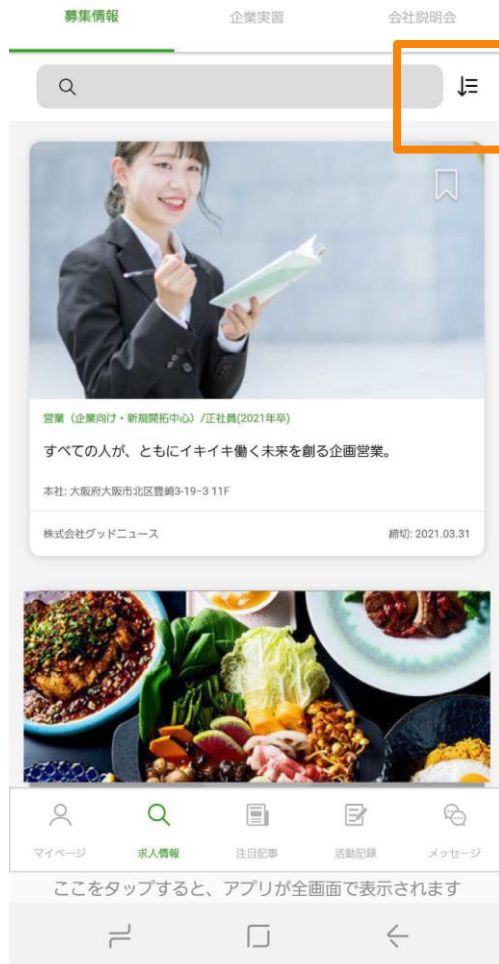 募集情報
企業実習
会社説明会
営業（企業向け・新規開拓中心）/正社員(2021年卒)
すべての人が、ともにイキイキ働く未来を創る企画営業。
本社: 大阪府大阪市北区豊崎3-19-3 11F
株式会社グッドニュース
締切: 2021.03.31
マイページ
求人情報
注目記事
活動記録
メッセージ
ここをタップすると、アプリが全画面で表示されます